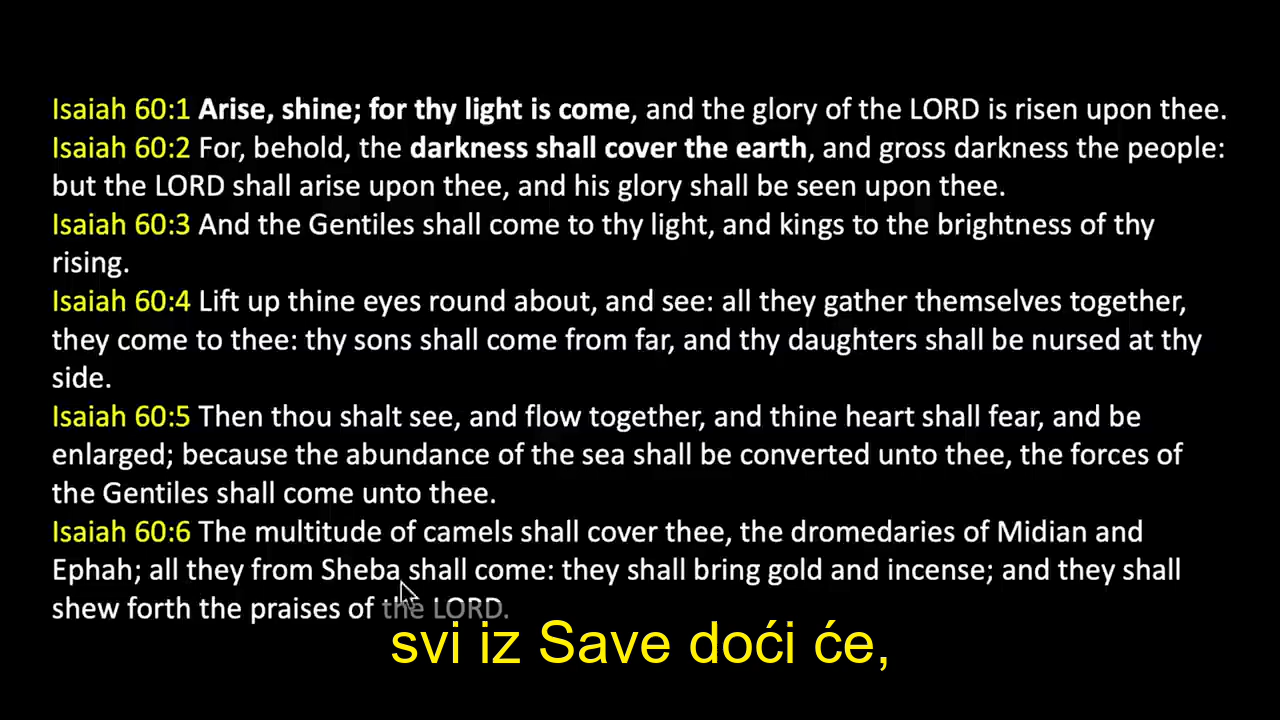 Isaiah 60:1 Arise, shine; for thy light is come, and the glory of the LORD is risen upon thee.
Isaiah 60:2 For, behold, the darkness shall cover the earth, and gross darkness the people:
but the LORD shall arise upon thee, and his glory shall be seen upon thee.
Isaiah 60:3 And the Gentiles shall come to thy light, and kings to the brightness of thy
rising.
Isaiah 60:4 Lift up thine eyes round about, and see: all they gather themselves together,
they come to thee: thy sons shall come from far, and thy daughters shall be nursed at thy
side.
Isaiah 60:5 Then thou shalt see, and flow together, and thine heart shall fear, and be
enlarged; because the abundance of the sea shall be converted unto thee, the forces of
the Gentiles shall come unto thee.
Isaiah 60:6 The multitude of camels shall cover thee, the dromedaries of Midian and
Ephah; all they from Sheba shall come: they shall bring gold and incense; and they shall
shew forth the praises of the LORD.
svi iz Save doći će,